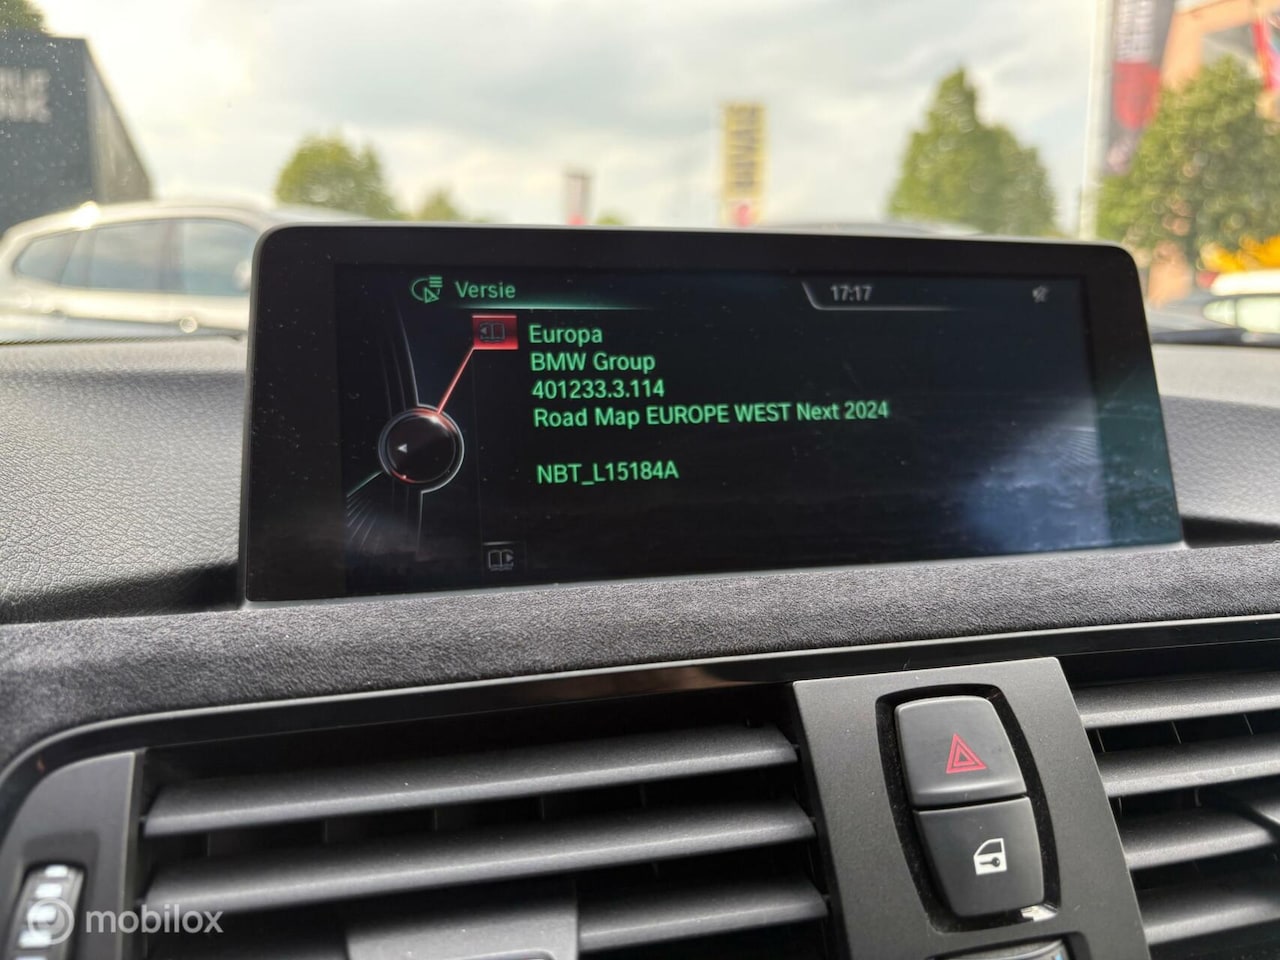 Versie
17:17
Europa
BMW Group
401233.3.114
Road Map EUROPE WEST Next 2024
NBT_L15184A
mobilox